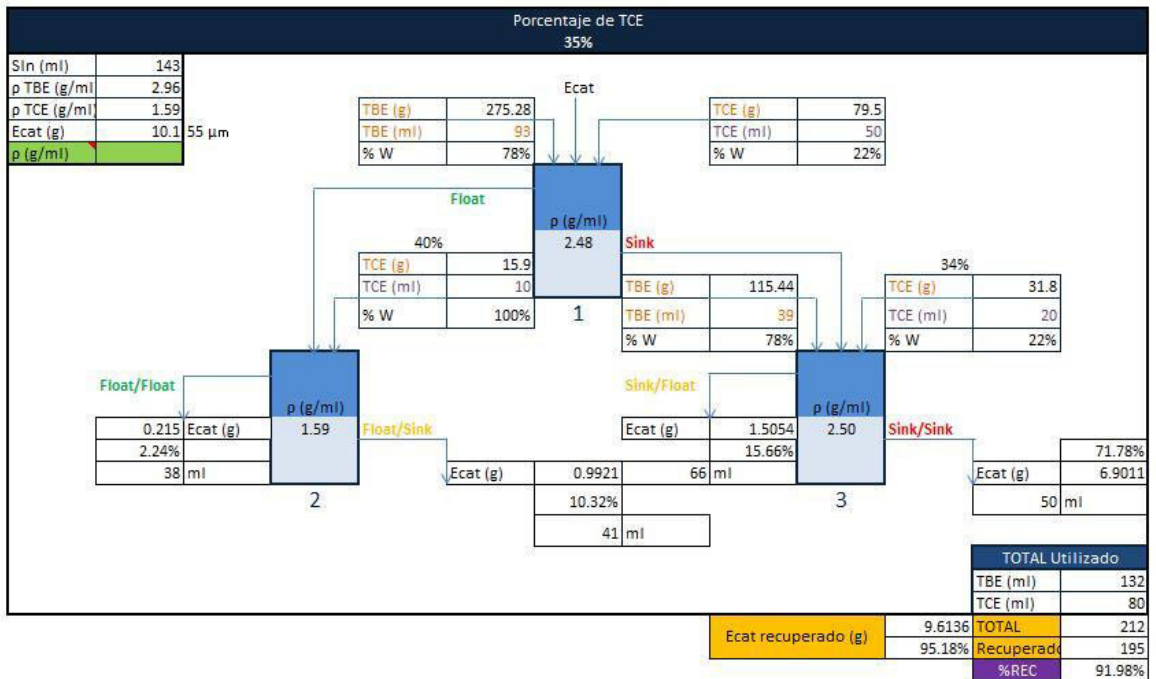 Porcentaje de TCE
35%
Sln (ml) 143
ρ TBE (g/ml 2.96
ρ TCE (g/ml) 1.59
Ecat (g) 10.1 55 µm
ρ (g/ml)
Ecat
TBE (g) 275.28
TBE (ml) 93
% W 78%
TCE (g) 79.5
TCE (ml) 50
% W 22%
Float
ρ (g/ml)
2.48
Sink
1
40%
TCE (g) 15.9
TCE (ml) 10
% W 100%
TBE (g) 115.44
TBE (ml) 39
% W 78%
34%
TCE (g) 31.8
TCE (ml) 20
% W 22%
Float/Float
ρ (g/ml)
1.59
Float/Sink
2
0.215 Ecat (g)
2.24%
38 ml
Ecat (g) 0.9921
10.32%
41 ml
Sink/Float
ρ (g/ml)
2.50
Sink/Sink
3
Ecat (g) 1.5054
15.66%
66 ml
71.78%
Ecat (g) 6.9011
50 ml
TOTAL Utilizado
TBE (ml) 132
TCE (ml) 80
Ecat recuperado (g) 9.6136 TOTAL 212
95.18% Recuperado 195
%REC 91.98%